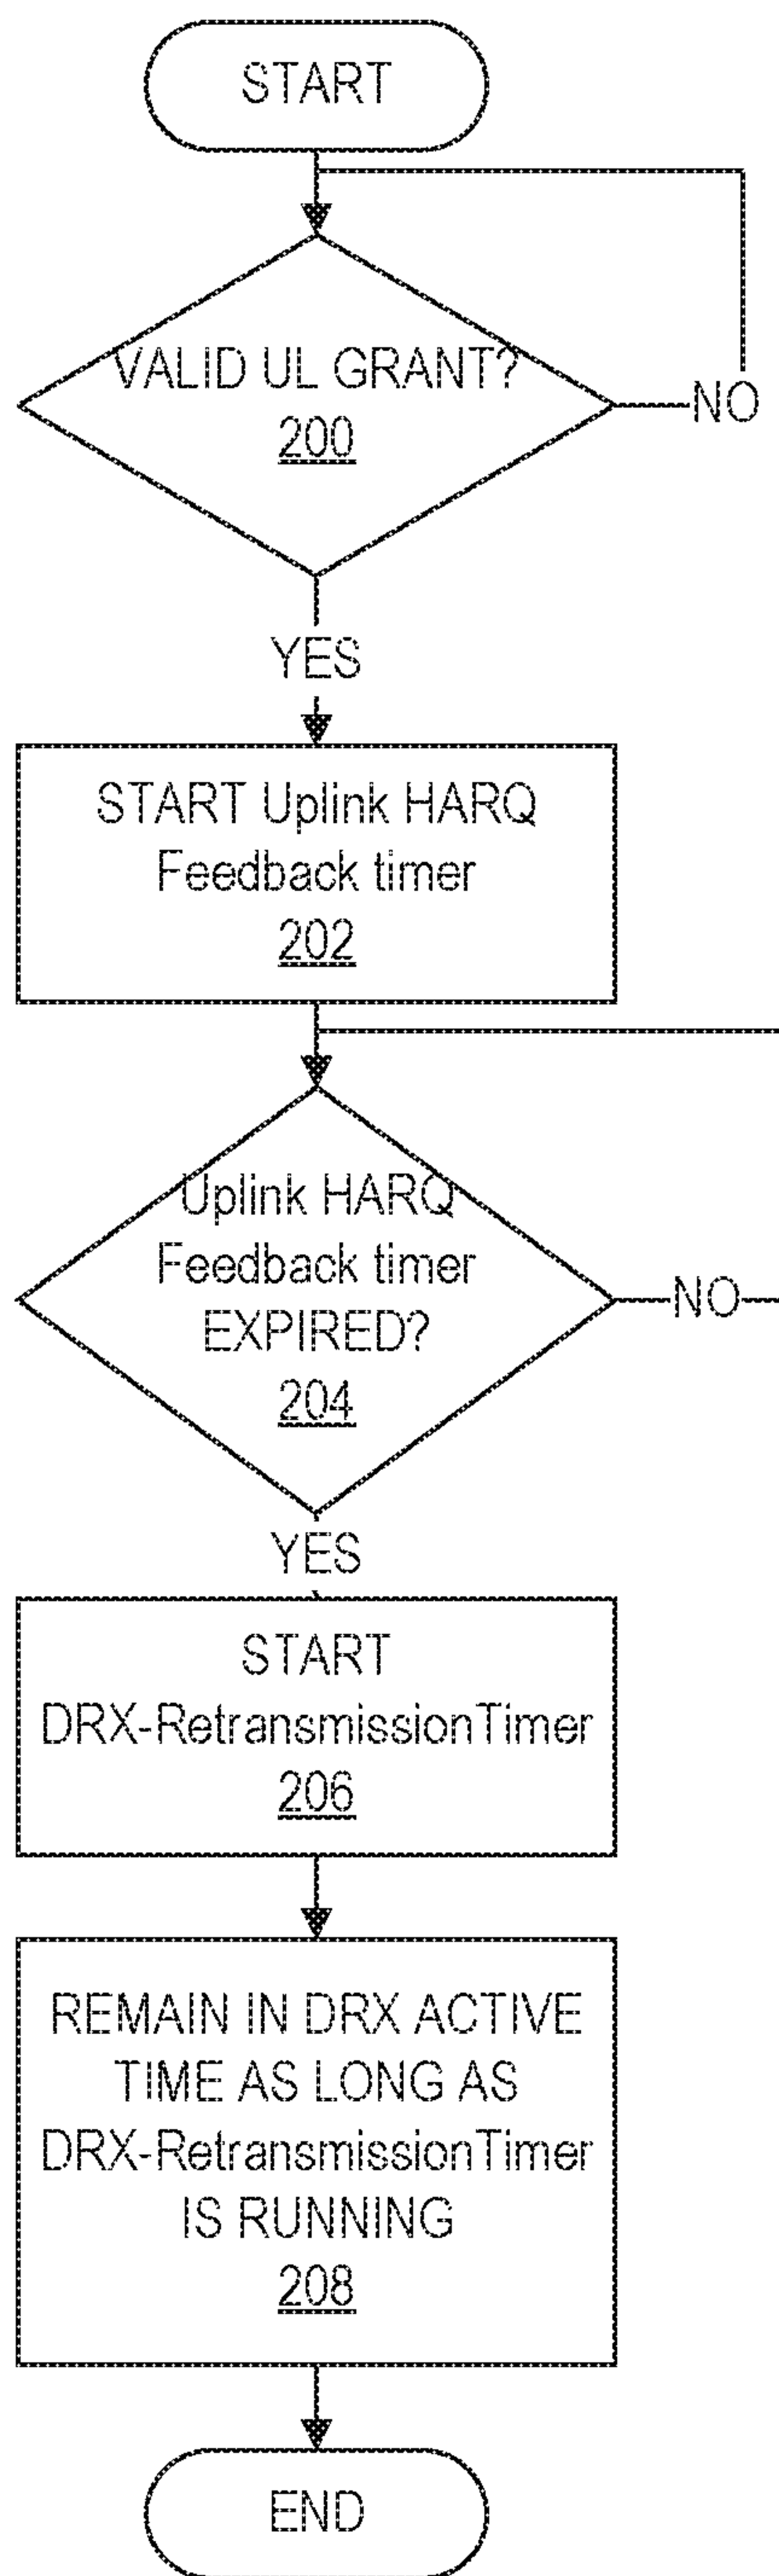 START
VALID UL GRANT?
200
NO
YES
START Uplink HARQ
Feedback timer
202
Uplink HARQ
Feedback timer
EXPIRED?
204
NO
YES
START
DRX-RetransmissionTimer
206
REMAIN IN DRX ACTIVE
TIME AS LONG AS
DRX-RetransmissionTimer
IS RUNNING
208
END